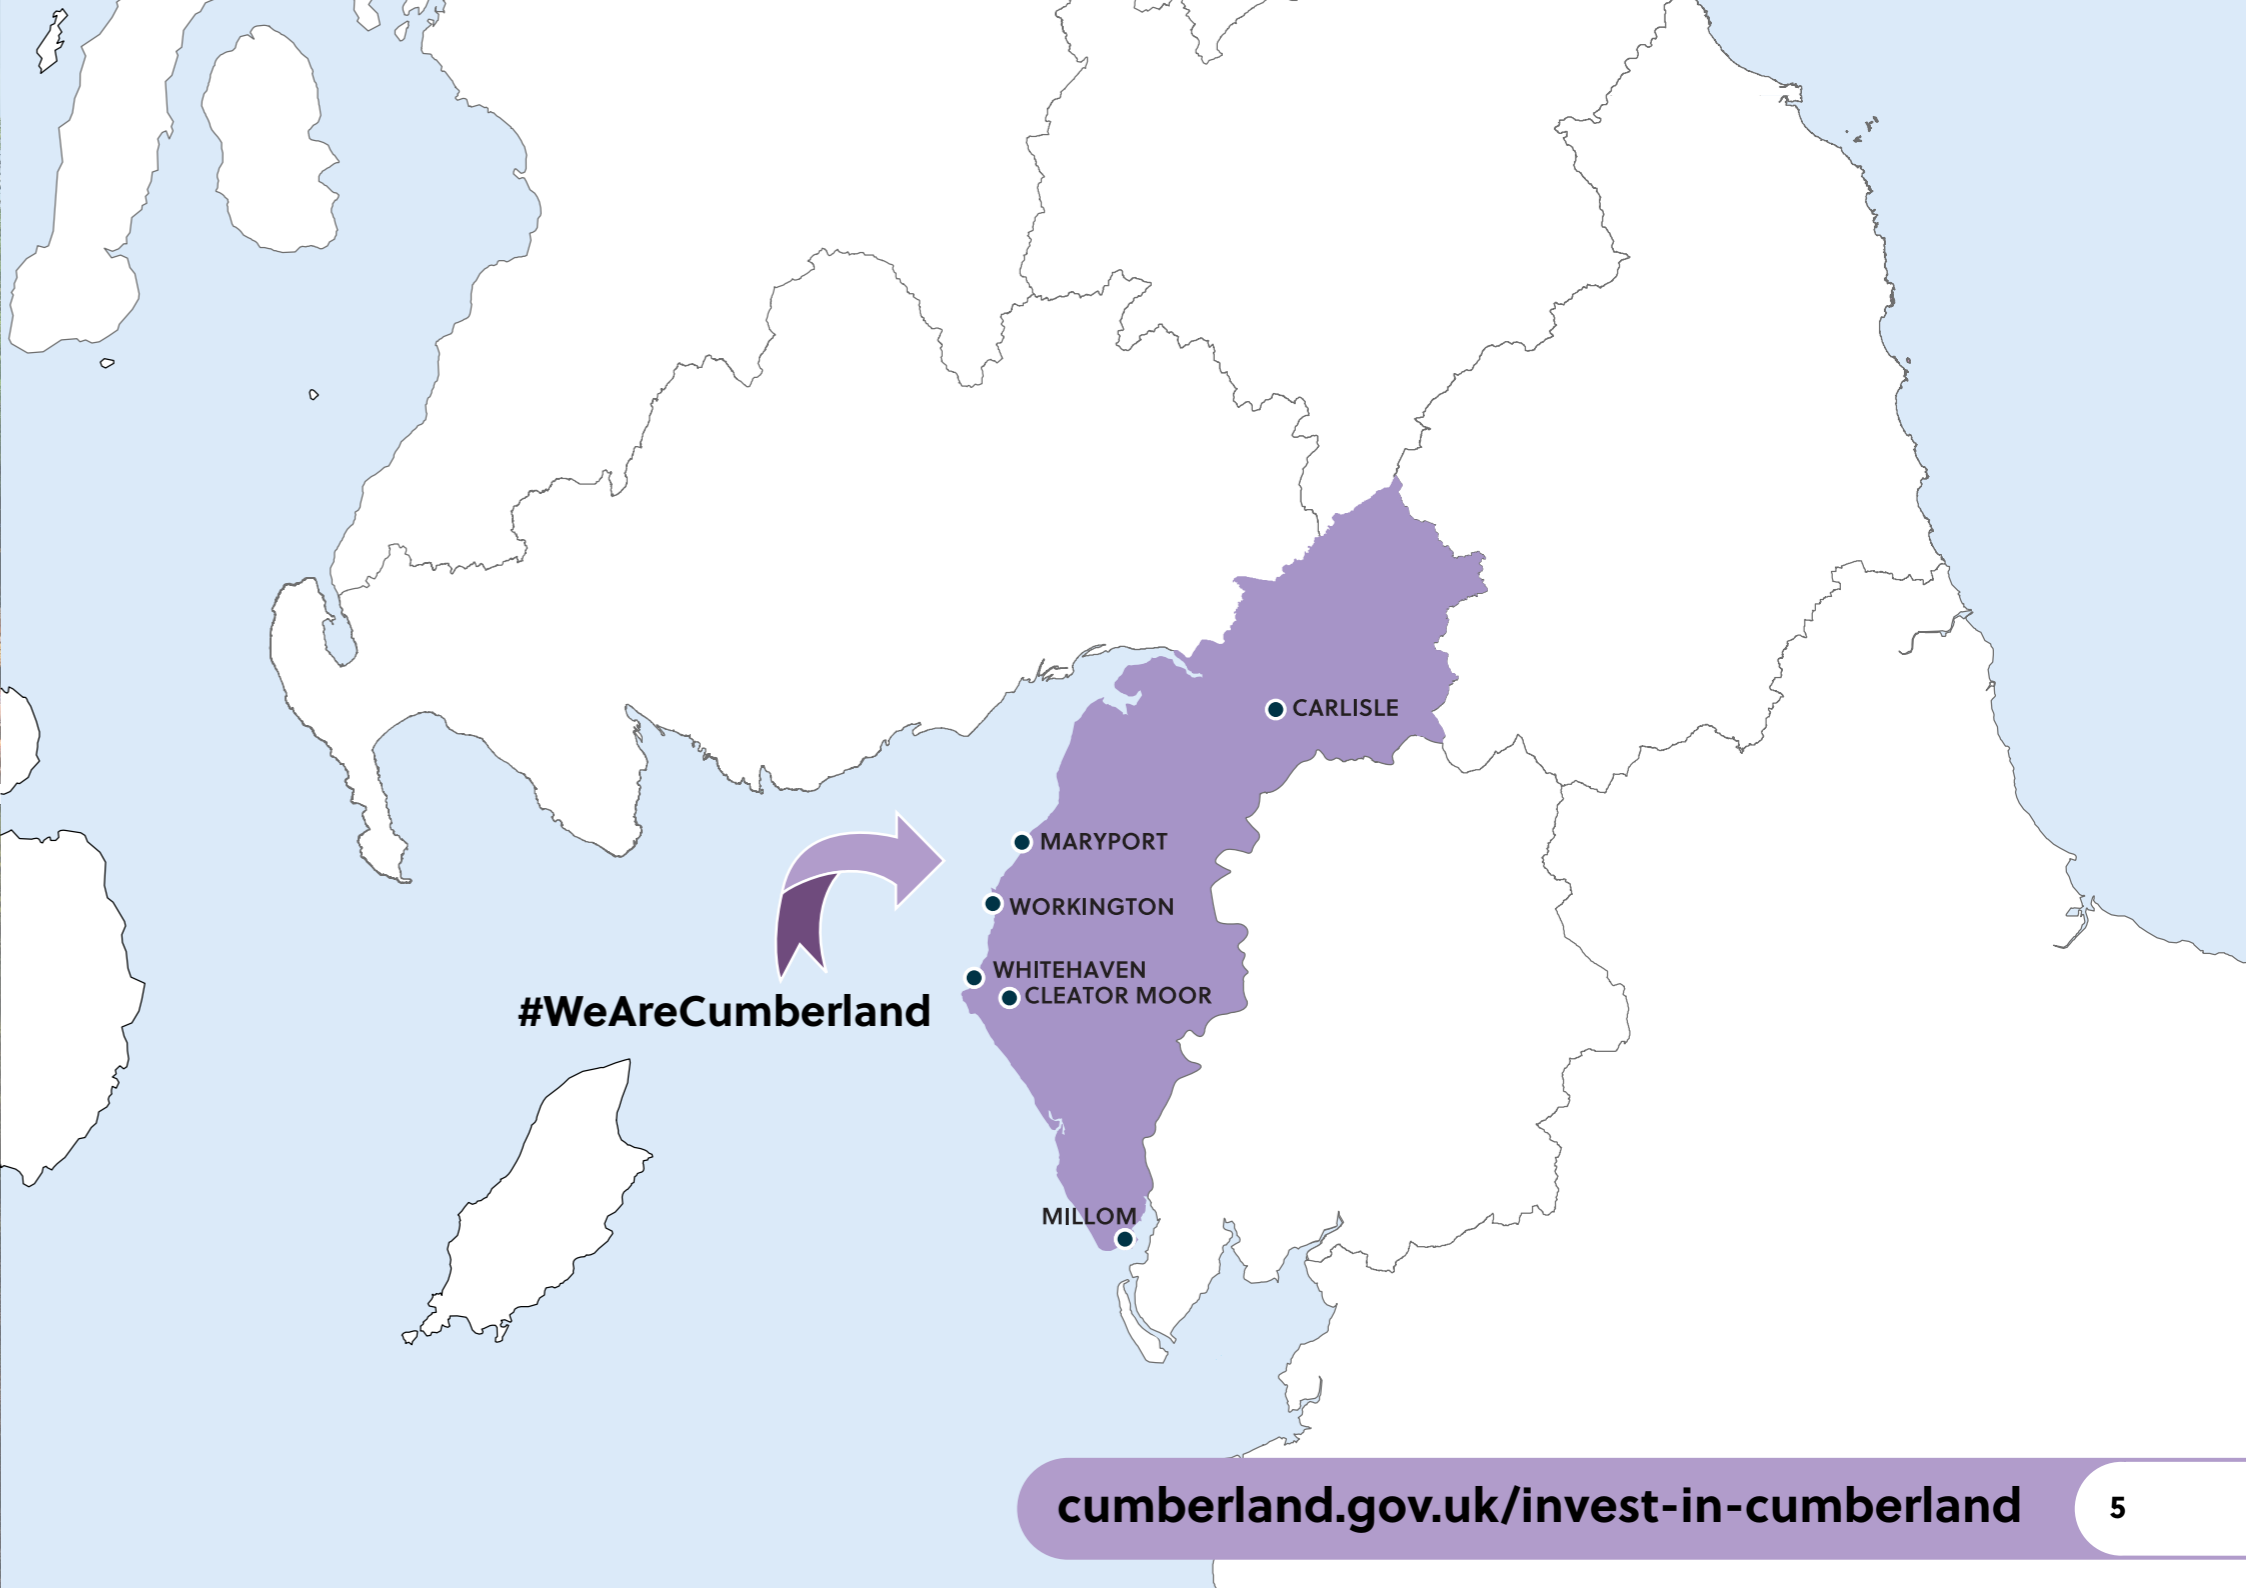 CARLISLE
MARYPORT
WORKINGTON
WHITEHAVEN
CLEATOR MOOR
#WeAreCumberland
MILLOM
cumberland.gov.uk/invest-in-cumberland
5